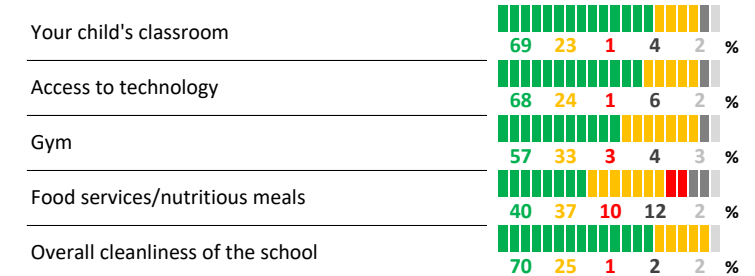 Your child's classroom
69 23 1 4 2 %
Access to technology
68 24 1 6 2 %
Gym
57 33 3 4 3 %
Food services/nutritious meals
40 37 10 12 2 %
Overall cleanliness of the school
70 25 1 2 2 %